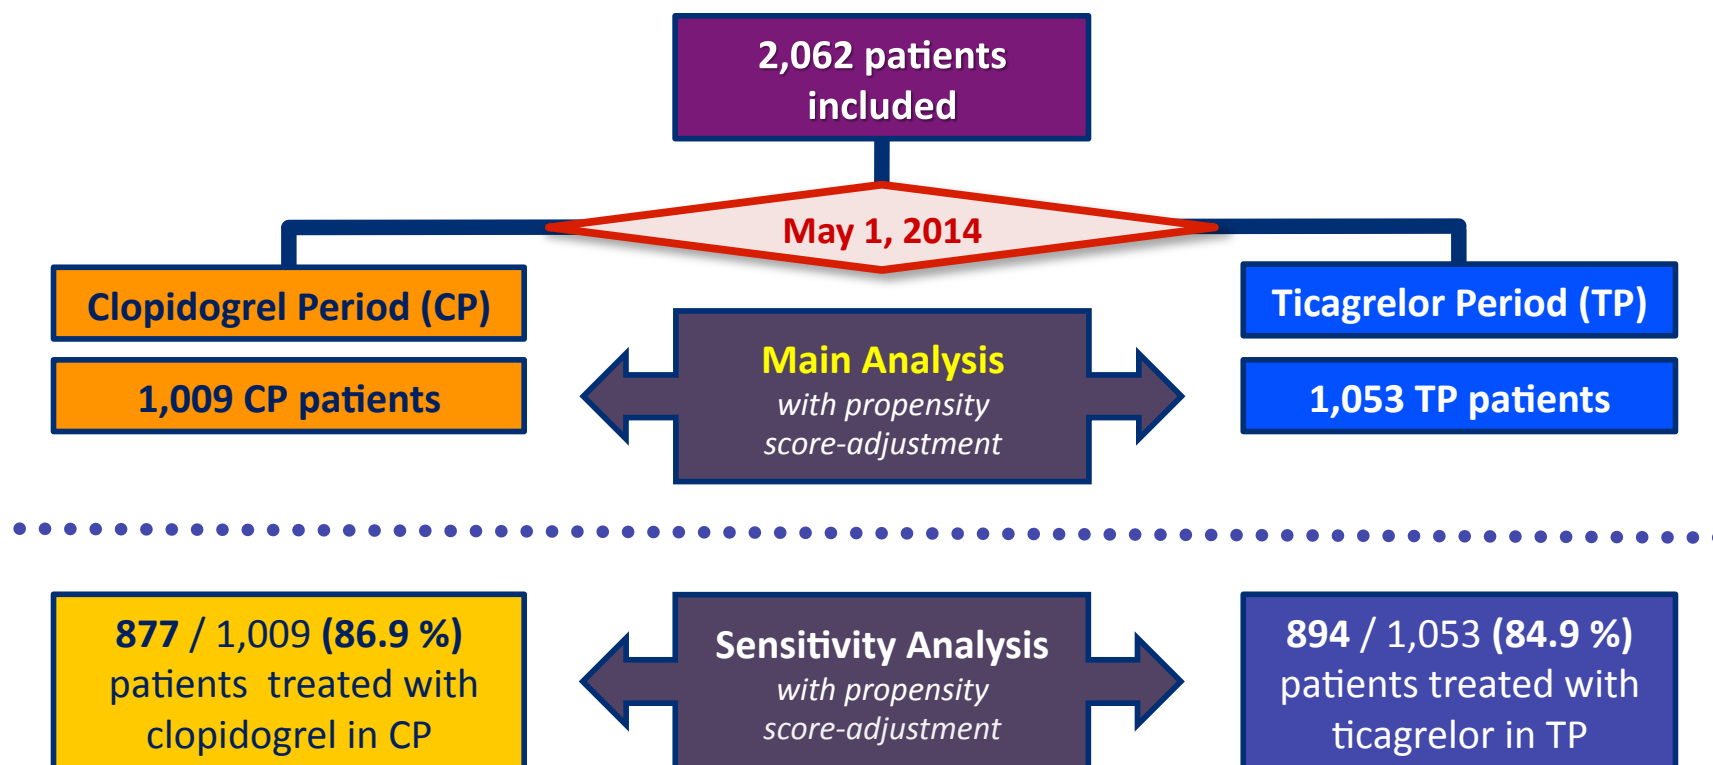 2,062 patients
included
May 1, 2014
Clopidogrel Period (CP)
1,009 CP patients
Main Analysis
with propensity
score-adjustment
Ticagrelor Period (TP)
1,053 TP patients
877 / 1,009 (86.9 %)
patients treated with
clopidogrel in CP
Sensitivity Analysis
with propensity
score-adjustment
894 / 1,053 (84.9 %)
patients treated with
ticagrelor in TP